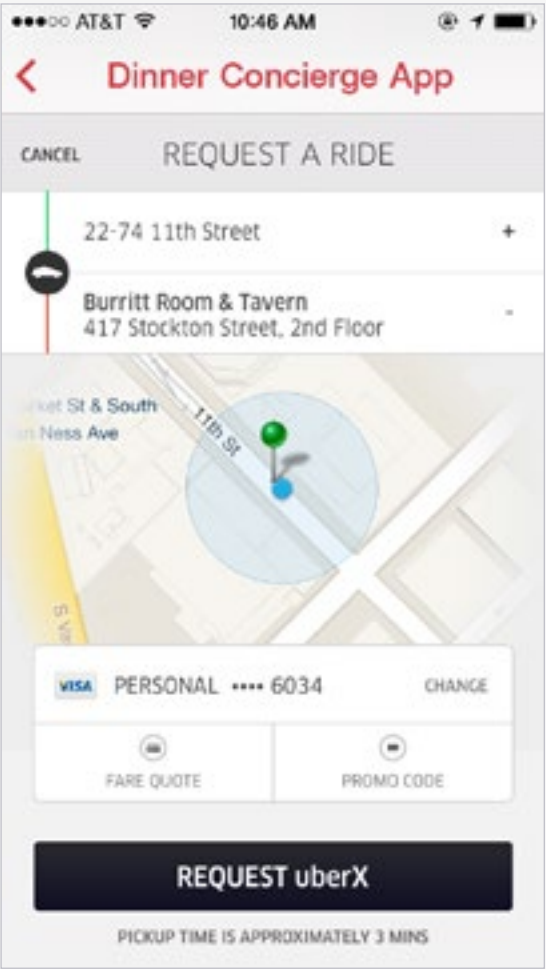 AT&T 10:46 AM
Dinner Concierge App
CANCEL REQUEST A RIDE
22-74 11th Street +
Burritt Room & Tavern
417 Stockton Street, 2nd Floor -
St & South
Ness Ave
11th St
VISA PERSONAL •••• 6034 CHANGE
FARE QUOTE PROMO CODE
REQUEST uberX
PICKUP TIME IS APPROXIMATELY 3 MINS